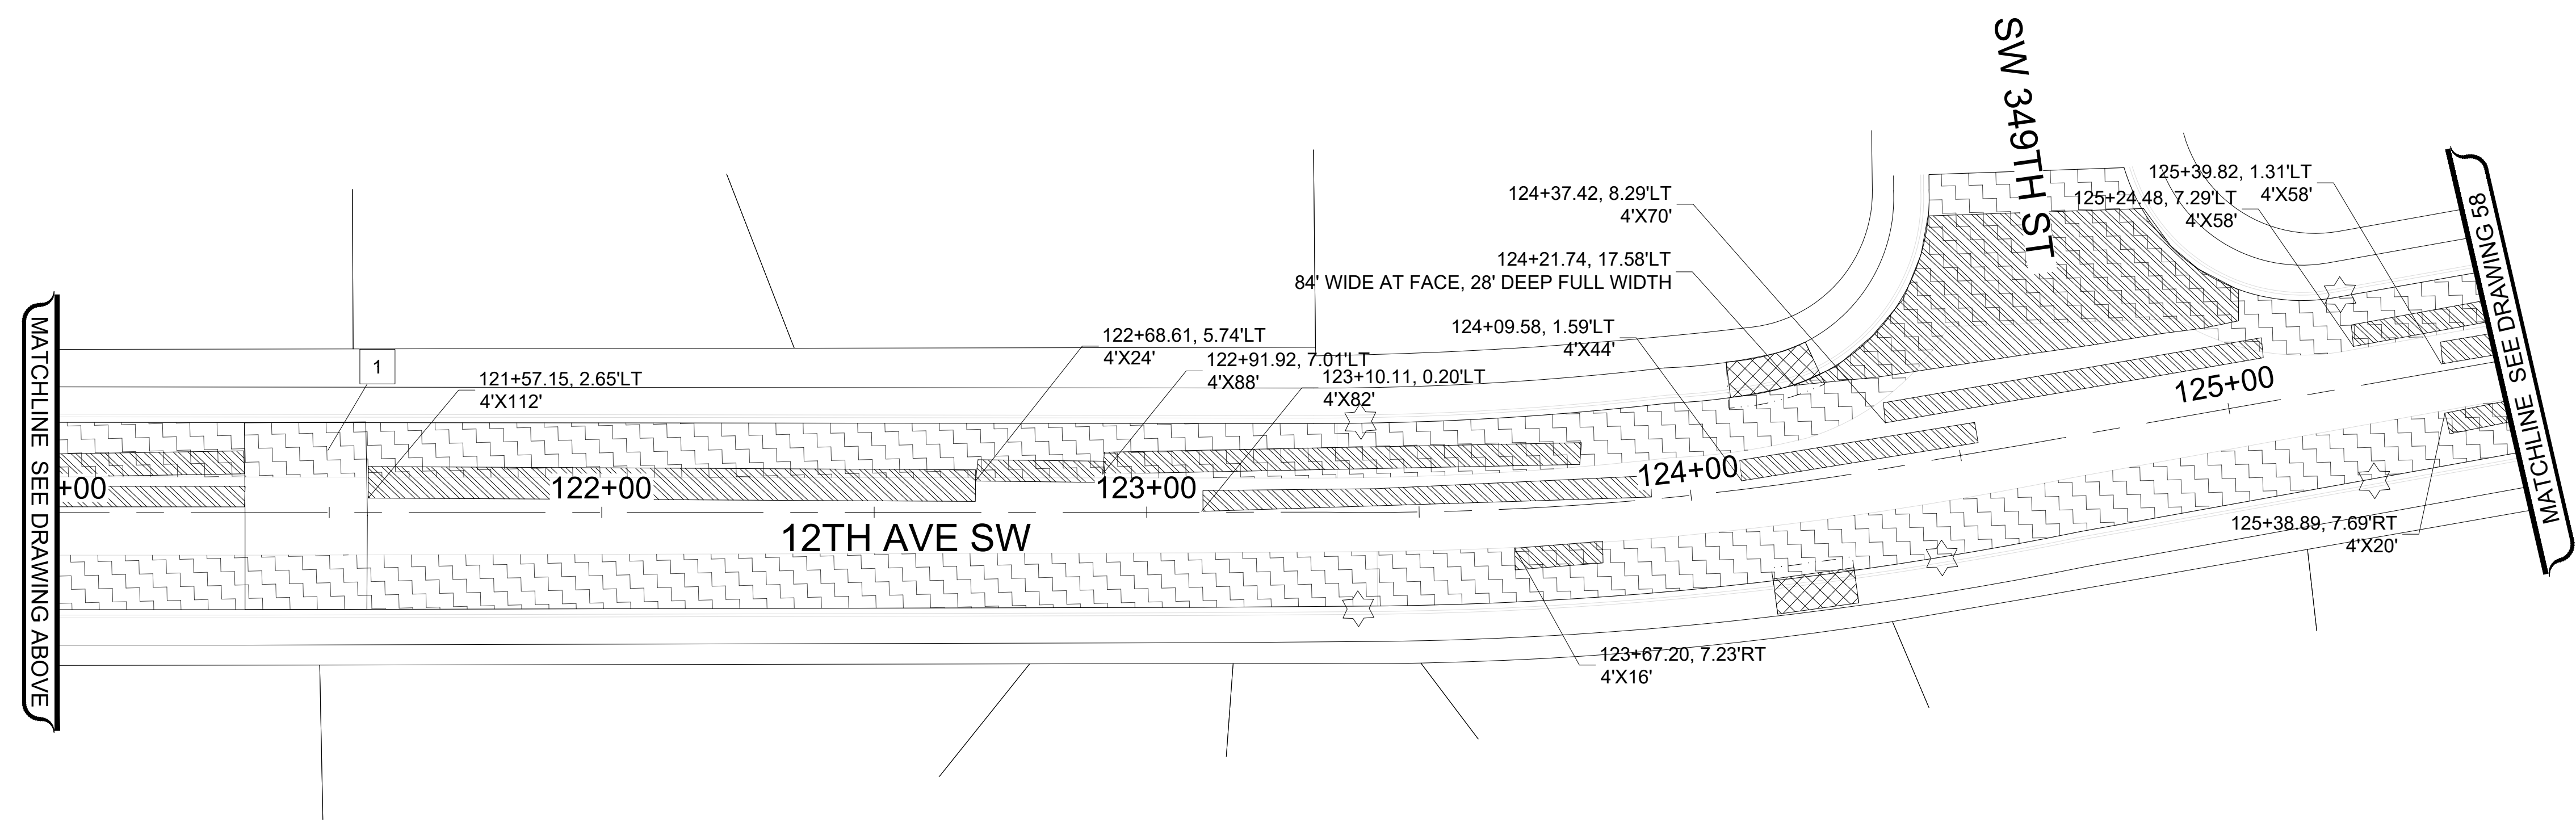 SW 349TH ST
125+39.82, 1.31'LT
4'X58'
125+24.48, 7.29'LT
4'X58'
124+37.42, 8.29'LT
4'X70'
124+21.74, 17.58'LT
84' WIDE AT FACE, 28' DEEP FULL WIDTH
124+09.58, 1.59'LT
4'X44'
122+68.61, 5.74'LT
4'X24'
122+91.92, 7.01'LT
4'X88'
123+10.11, 0.20'LT
4'X82'
1
121+57.15, 2.65'LT
4'X112'
MATCHLINE SEE DRAWING ABOVE
+00
122+00
123+00
124+00
125+00
12TH AVE SW
MATCHLINE SEE DRAWING 58
125+38.89, 7.69'RT
4'X20'
123+67.20, 7.23'RT
4'X16'